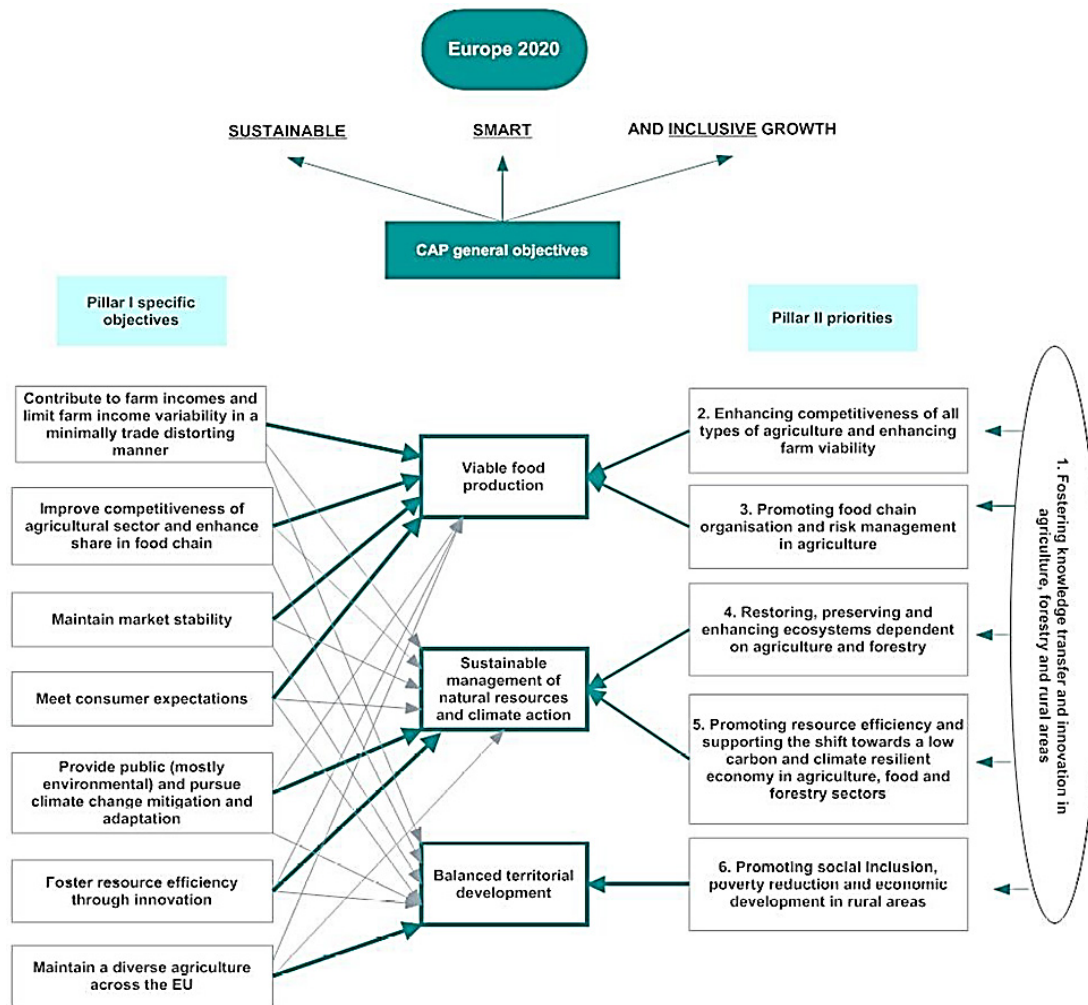 Europe 2020
SUSTAINABLE
SMART
AND INCLUSIVE GROWTH
CAP general objectives
Pillar I specific
objectives
Pillar II priorities
Contribute to farm incomes and
limit farm income variability in a
minimally trade distorting
manner
Improve competitiveness of
agricultural sector and enhance
share in food chain
Maintain market stability
Meet consumer expectations
Provide public (mostly
environmental) and pursue
climate change mitigation and
adaptation
Foster resource efficiency
through innovation
Maintain a diverse agriculture
across the EU
Viable food
production
Sustainable
management of
natural resources
and climate action
Balanced territorial
development
2. Enhancing competitiveness of all
types of agriculture and enhancing
farm viability
3. Promoting food chain
organisation and risk management
in agriculture
4. Restoring, preserving and
enhancing ecosystems dependent
on agriculture and forestry
5. Promoting resource efficiency and
supporting the shift towards a low
carbon and climate resilient
economy in agriculture, food and
forestry sectors
6. Promoting social inclusion,
poverty reduction and economic
development in rural areas
1. Fostering knowledge transfer and innovation in
agriculture, forestry and rural areas